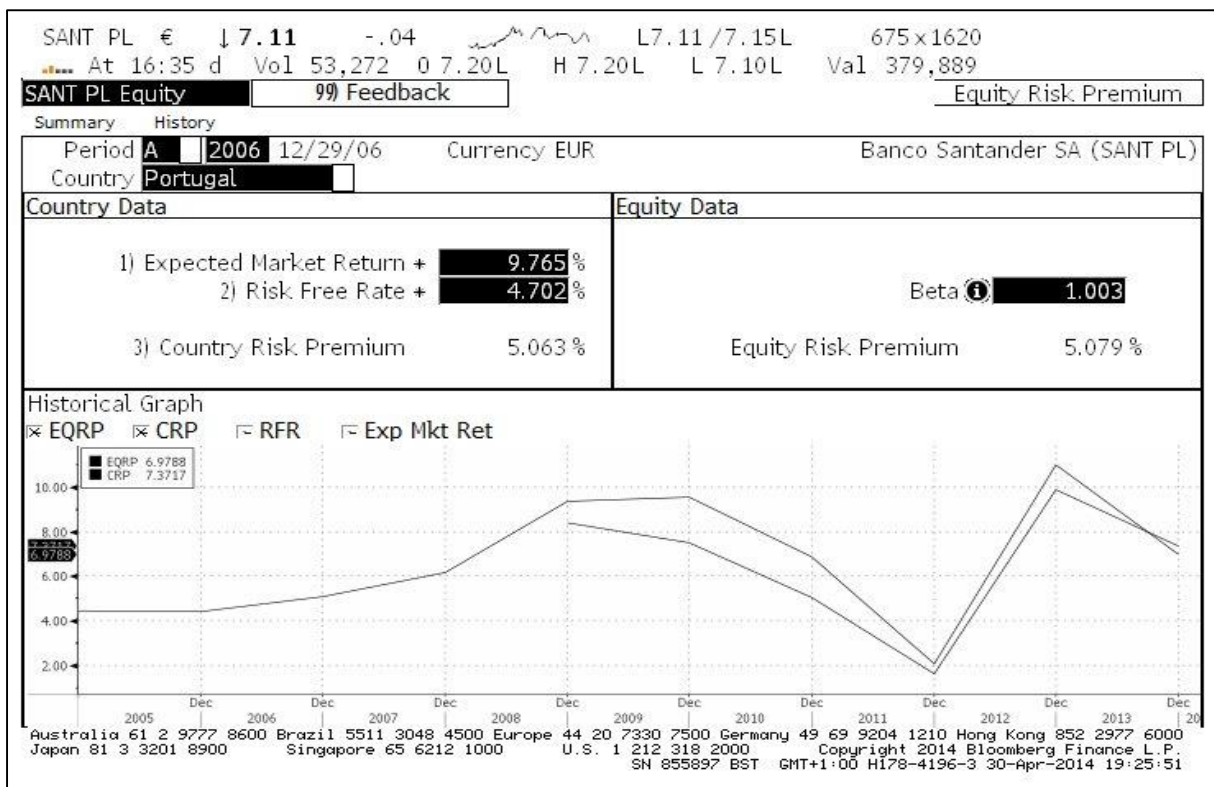 SANT PL € ↓7.11 -.04 L7.11/7.15L 675x1620
At 16:35 d Vol 53,272 O 7.20L H 7.20L L 7.10L Val 379,889
SANT PL Equity 99) Feedback Equity Risk Premium
Summary History
Period A 2006 12/29/06 Currency EUR Banco Santander SA (SANT PL)
Country Portugal
Country Data Equity Data
1) Expected Market Return + 9.765 %
2) Risk Free Rate + 4.702 % Beta 1.003
3) Country Risk Premium 5.063 % Equity Risk Premium 5.079 %
Historical Graph
EQRP CRP RFR Exp Mkt Ret
EQRP 6.9788
CRP 7.3717
10.00
8.00
7.3717
6.9788
6.00
4.00
2.00
Dec Dec Dec Dec Dec Dec Dec Dec Dec
2005 2006 2007 2008 2009 2010 2011 2012 2013 20
Australia 61 2 9777 8600 Brazil 5511 3048 4500 Europe 44 20 7330 7500 Germany 49 69 9204 1210 Hong Kong 852 2977 6000
Japan 81 3 3201 8900 Singapore 65 6212 1000 U.S. 1 212 318 2000 Copyright 2014 Bloomberg Finance L.P.
SN 855897 BST GMT+1:00 H178-4196-3 30-Apr-2014 19:25:51